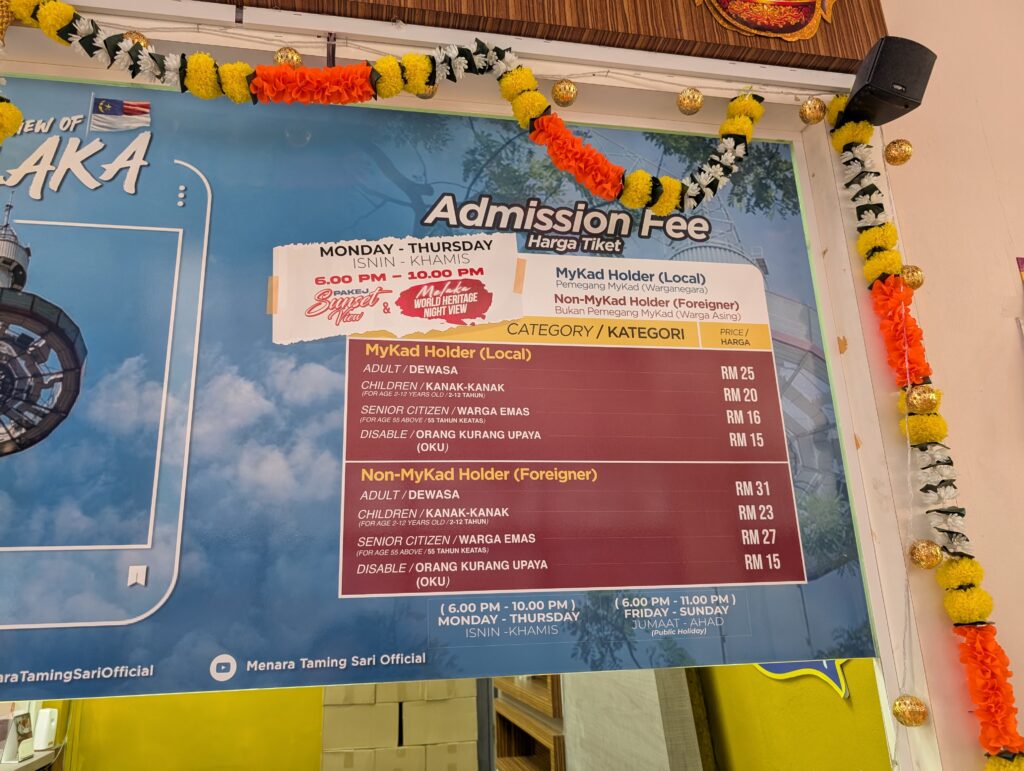 IEW OF
AKA
Admission Fee
Harga Tiket
MONDAY - THURSDAY
ISNIN - KHAMIS
6.00 PM – 10.00 PM
PAKEJ
Sunset
View
&
Melaka
WORLD HERITAGE
NIGHT VIEW
MyKad Holder (Local)
Pemegang MyKad (Warganegara)
Non-MyKad Holder (Foreigner)
Bukan Pemegang MyKad (Warga Asing)
CATEGORY / KATEGORI PRICE / HARGA
MyKad Holder (Local)
ADULT / DEWASA RM 25
CHILDREN / KANAK-KANAK RM 20
(FOR AGE 2-12 YEARS OLD / 2-12 TAHUN)
SENIOR CITIZEN / WARGA EMAS RM 16
(FOR AGE 55 ABOVE / 55 TAHUN KEATAS)
DISABLE / ORANG KURANG UPAYA RM 15
(OKU)
Non-MyKad Holder (Foreigner)
ADULT / DEWASA RM 31
CHILDREN / KANAK-KANAK RM 23
(FOR AGE 2-12 YEARS OLD / 2-12 TAHUN)
SENIOR CITIZEN / WARGA EMAS RM 27
(FOR AGE 55 ABOVE / 55 TAHUN KEATAS)
DISABLE / ORANG KURANG UPAYA RM 15
(OKU)
( 6.00 PM - 10.00 PM )
MONDAY - THURSDAY
ISNIN -KHAMIS
( 6.00 PM - 11.00 PM )
FRIDAY - SUNDAY
JUMAAT - AHAD
(Public Holiday)
araTamingSariOfficial
Menara Taming Sari Official